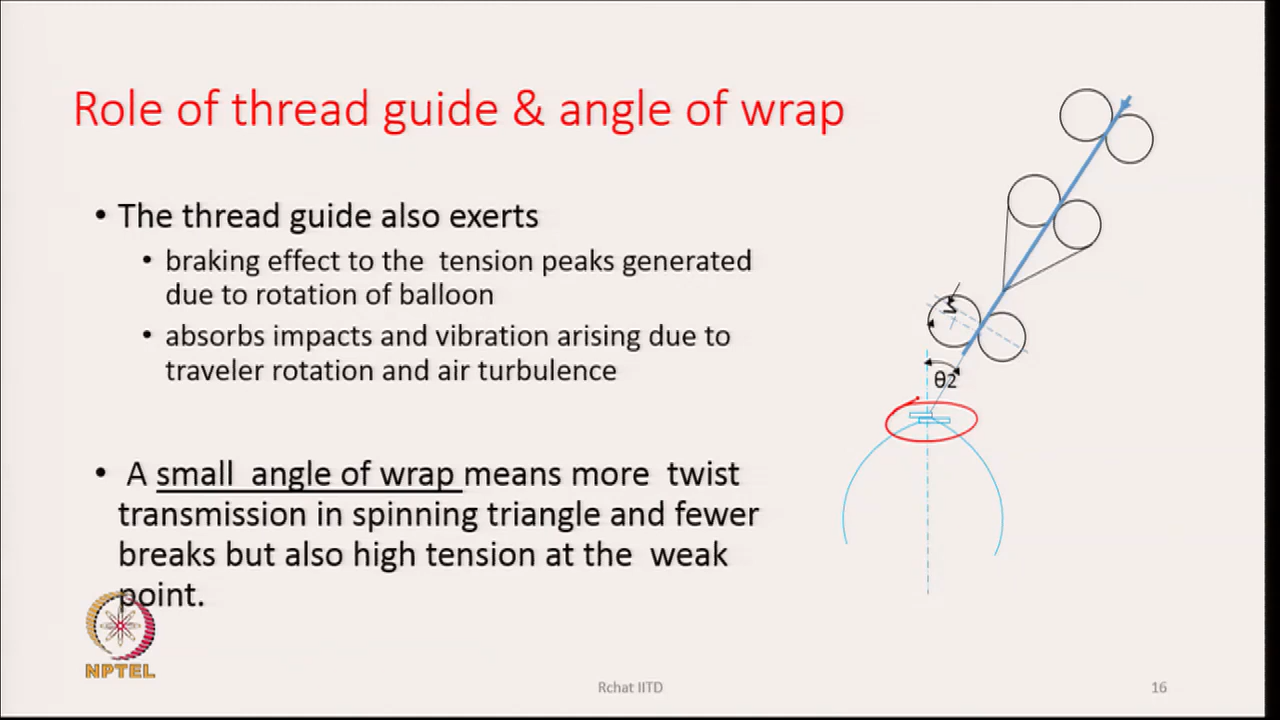 Role of thread guide & angle of wrap
• The thread guide also exerts
• braking effect to the tension peaks generated
due to rotation of balloon
• absorbs impacts and vibration arising due to
traveler rotation and air turbulence
• A small angle of wrap means more twist
transmission in spinning triangle and fewer
breaks but also high tension at the weak
point.
θ2
NPTEL
Rchat IITD
16